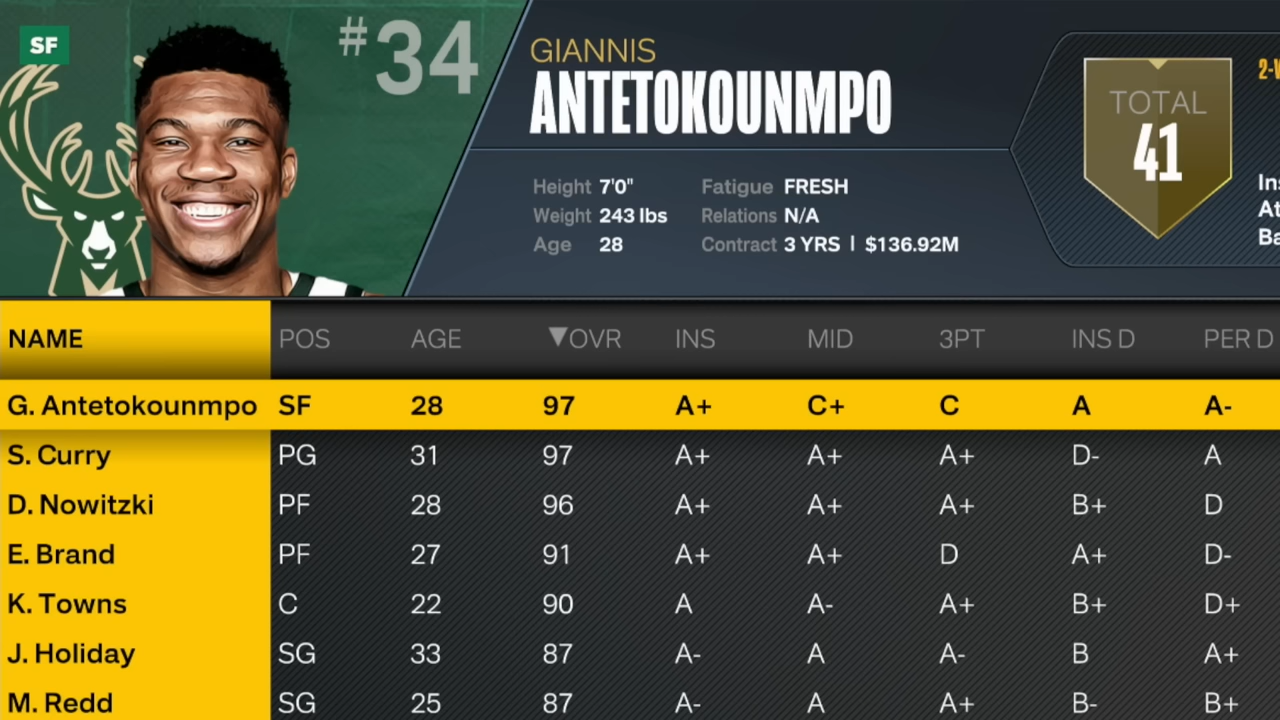 SF
#34
GIANNIS
ANTETOKOUNMPO
Height 7'0" Fatigue FRESH
Weight 243 lbs Relations N/A
Age 28 Contract 3 YRS | $136.92M
TOTAL
41
NAME POS AGE ▼OVR INS MID 3PT INS D PER D
G. Antetokounmpo SF 28 97 A+ C+ C A A-
S. Curry PG 31 97 A+ A+ A+ D- A
D. Nowitzki PF 28 96 A+ A+ A+ B+ D
E. Brand PF 27 91 A+ A+ D A+ D-
K. Towns C 22 90 A A- A+ B+ D+
J. Holiday SG 33 87 A- A A- B A+
M. Redd SG 25 87 A- A A+ B- B+